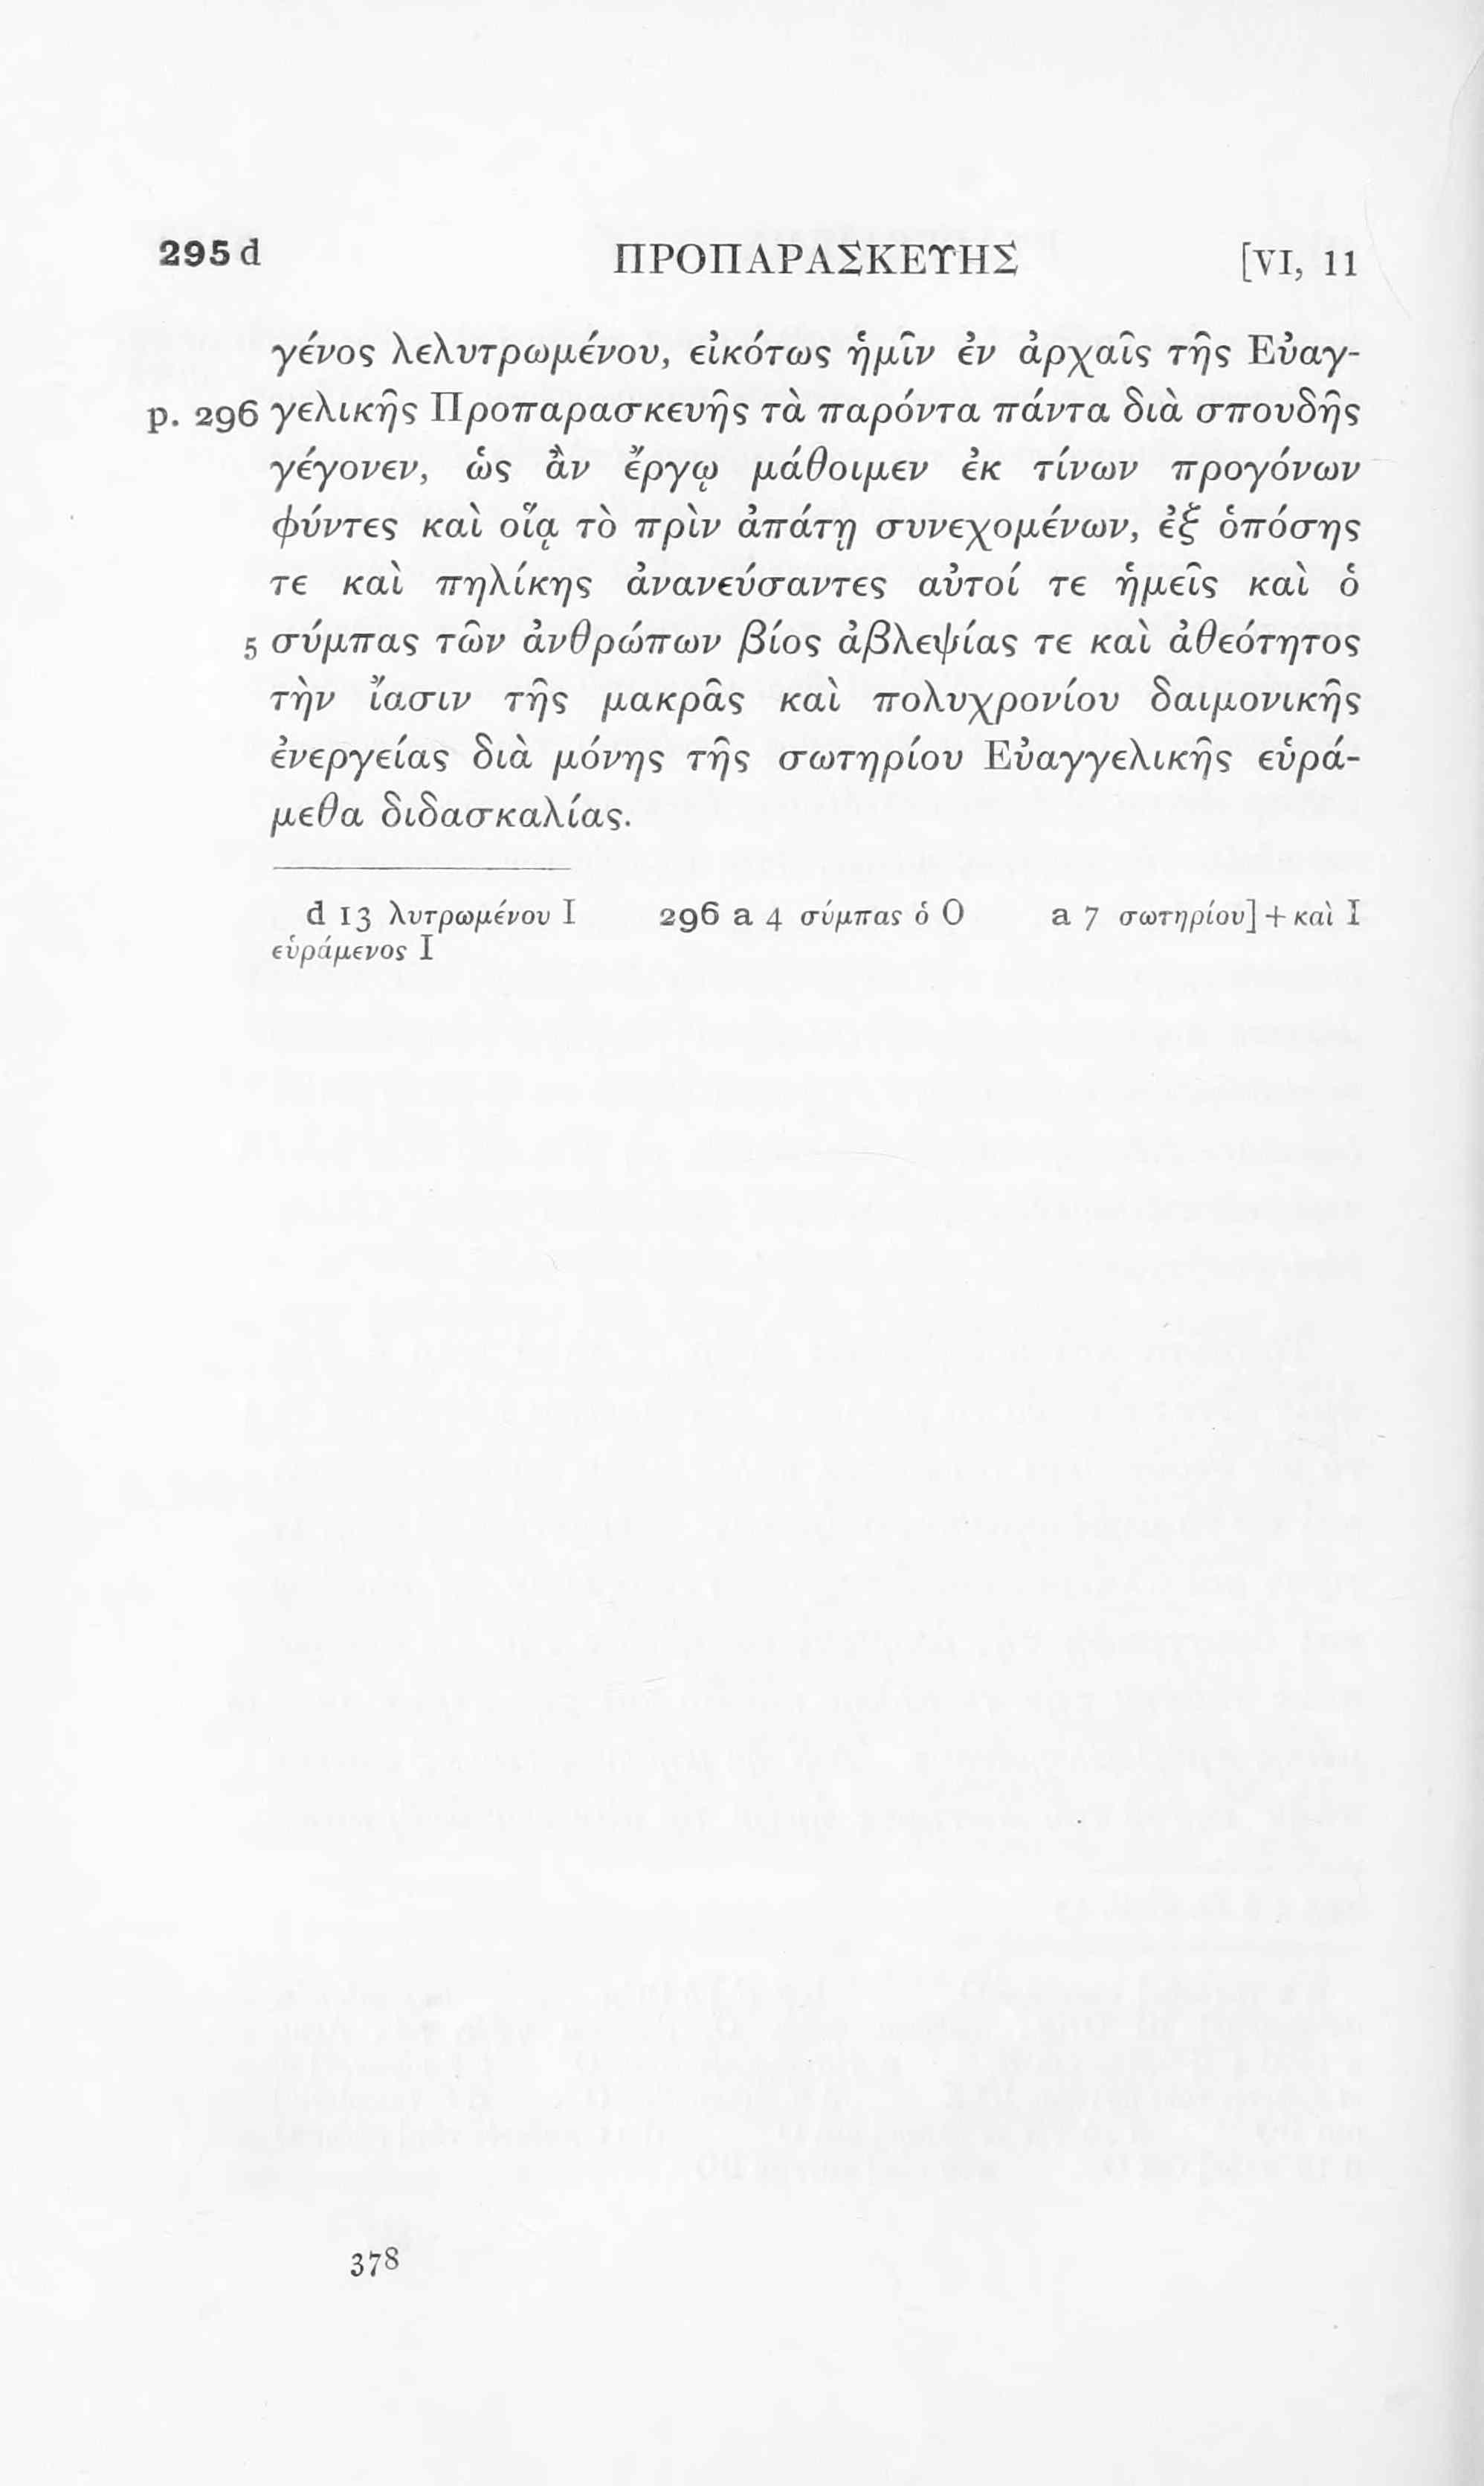 295 d ΠΡΟΠΑΡΑΣΚΕΥΗΣ [VI, 11
γένος λελυτρωμένου, εἰκότως ἡμῖν ἐν ἀρχαῖς τῆς Εὐαγ-
p. 296 γελικῆς Προπαρασκευῆς τὰ παρόντα πάντα διὰ σπουδῆς
γέγονεν, ὡς ἂν ἔργῳ μάθοιμεν ἐκ τίνων προγόνων
φύντες καὶ οἵᾳ τὸ πρὶν ἀπάτῃ συνεχομένων, ἐξ ὁπόσης
τε καὶ πηλίκης ἀνανεύσαντες αὐτοί τε ἡμεῖς καὶ ὁ
5 σύμπας τῶν ἀνθρώπων βίος ἀβλεψίας τε καὶ ἀθεότητος
τὴν ἴασιν τῆς μακρᾶς καὶ πολυχρονίου δαιμονικῆς
ἐνεργείας διὰ μόνης τῆς σωτηρίου Εὐαγγελικῆς εὑρά-
μεθα διδασκαλίας.
d 13 λυτρωμένου I 296 a 4 σύμπας ὁ O a 7 σωτηρίου] + καὶ I
εὑράμενος I
378